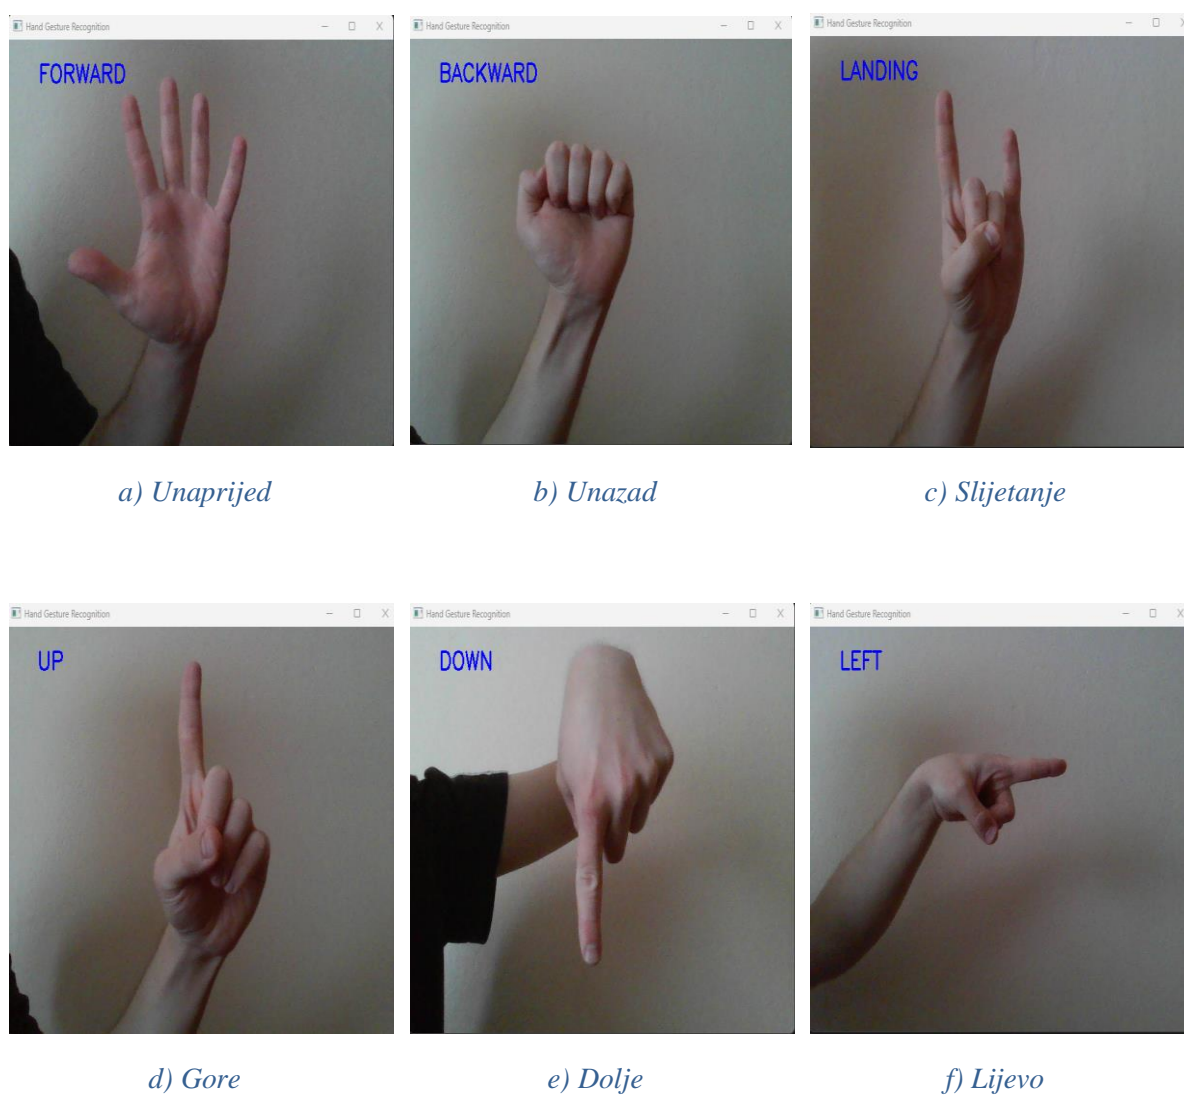 Hand Gesture Recognition
Hand Gesture Recognition
Hand Gesture Recognition
FORWARD
BACKWARD
LANDING
a) Unaprijed
b) Unazad
c) Slijetanje
Hand Gesture Recognition
Hand Gesture Recognition
Hand Gesture Recognition
UP
DOWN
LEFT
d) Gore
e) Dolje
f) Lijevo